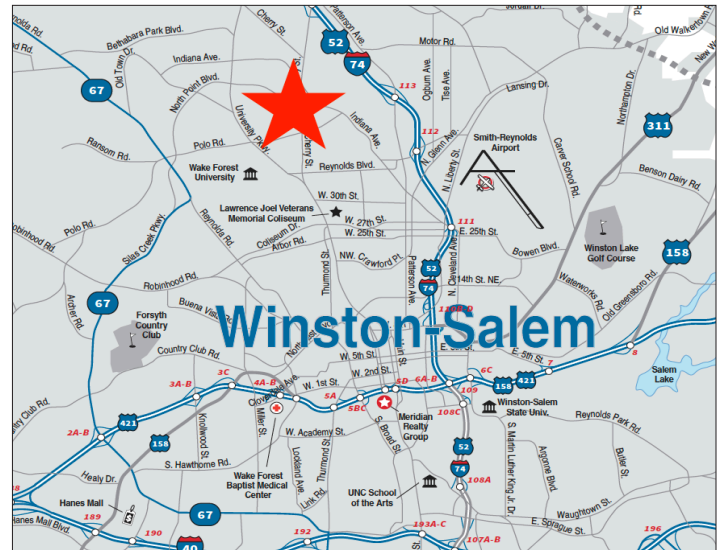 Cherry St.
Patterson Ave.
Jordan Dr.
Old Walkertown
Bethabara Park Blvd.
52
Motor Rd.
New W
Old Town Dr.
Indiana Ave.
74
Northampton Dr.
67
North Point Blvd.
113
Ogburn Ave.
Tise Ave.
Lansing Dr.
University Pkwy.
Indiana Ave.
311
Ransom Rd.
Polo Rd.
Cherry St.
112
N. Glenn Ave.
Smith-Reynolds
Airport
Carver School Rd.
Wake Forest
University
Reynolds Blvd.
N. Liberty St.
Benson Dairy Rd.
W. 30th St.
Lawrence Joel Veterans
Memorial Coliseum
Polo Rd.
Silas Creek Pkwy.
Reynolda Rd.
W. 27th St.
111
Coliseum Dr.
W. 25th St.
E. 25th St.
Arbor Rd.
Robinhood Rd.
Bowen Blvd.
Winston Lake
Golf Course
158
Thurmond St.
NW. Crawford Pl.
Patterson Ave.
52
N. Cleveland Ave.
Robinhood Rd.
74
14th St. NE.
Waterworks Rd.
Old Greensboro Rd.
Archer Rd.
67
Buena Vista
Forsyth
Country
Club
Winston-Salem
Country Club Rd.
W. 5th St.
E. 5th St.
7
8
3C
W. 2nd St.
6C
Salem
Lake
3A-B
4A-B
Cloverdale Ave.
W. 1st St.
5D
6A-B
109
158
421
5A
5BC
108C
Winston-Salem
State Univ.
Country Club Rd.
421
Knollwood St.
Miller St.
Meridian
Realty
Group
Reynolds Park Rd.
2A-B
158
W. Academy St.
S. Broad St.
52
S. Martin Luther King Jr. Dr.
Argonne Blvd.
Butler St.
S. Hawthorne Rd.
Lockland Ave.
Thurmond St.
74
Healy Dr.
Wake Forest
Baptist Medical
Center
108A
Link Rd.
UNC School
of the Arts
Hanes Mall
67
Waughtown St.
Hanes Mall Blvd.
189
190
40
192
193A-C
E. Sprague St.
107A-B
196